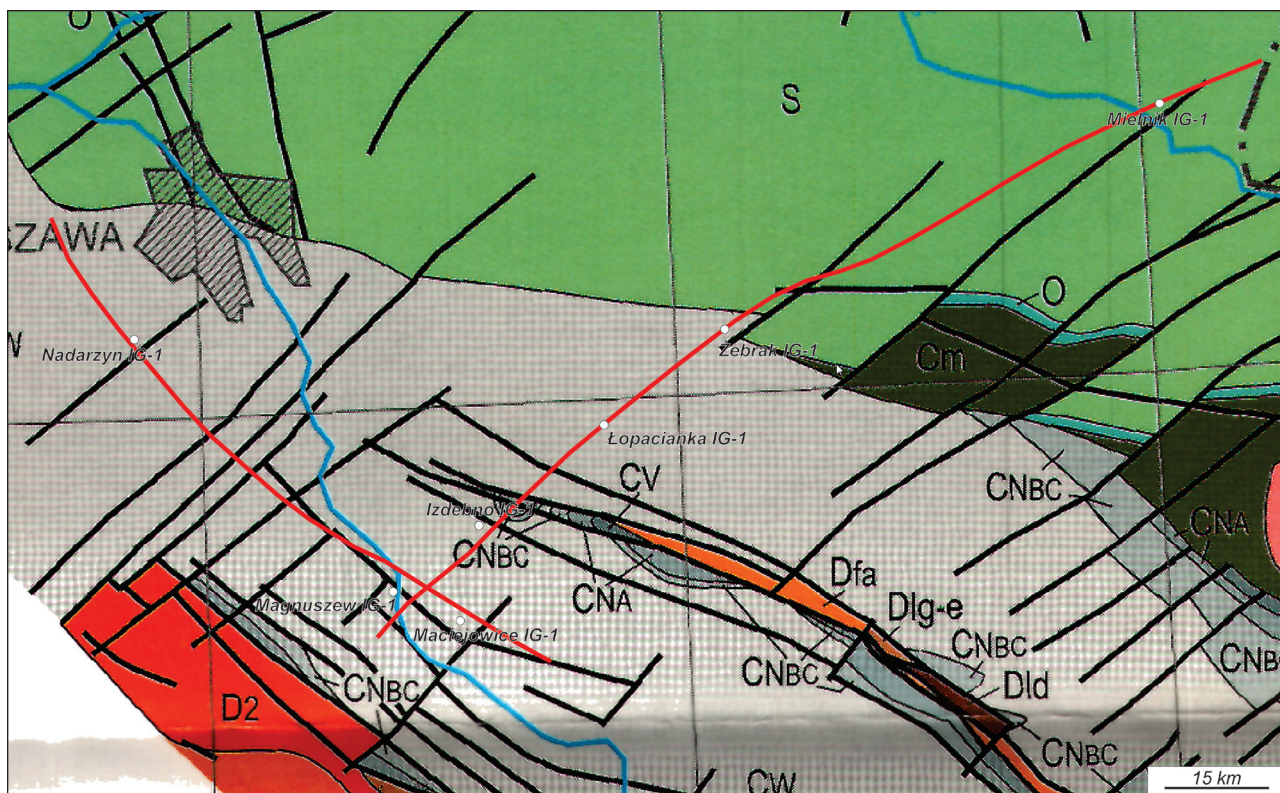 O
S
Mielnik IG-1
SZAWA
O
W
Nadarzyn IG-1
Żebrak IG-1
Cm
Łopacianka IG-1
CV
CNBC
Izdebno IG-1
CNA
CNBC
CNA
Dfa
Magnuszew IG-1
Dlg-e
Maciejowice IG-1
CNBC
CNB
CNBC
CNBC
Dld
D2
CNBC
CW
15 km